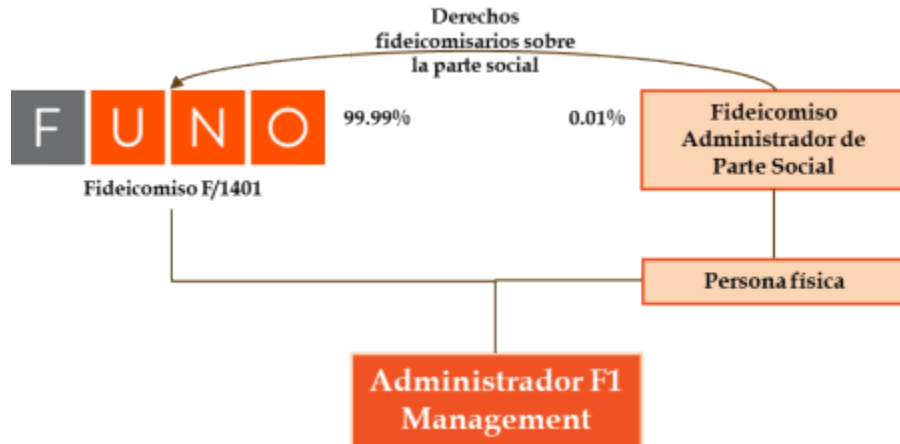 Derechos
fideicomisarios sobre
la parte social
FUNO
99.99%
0.01%
Fideicomiso
Administrador de
Parte Social
Fideicomiso F/1401
Persona física
Administrador F1
Management